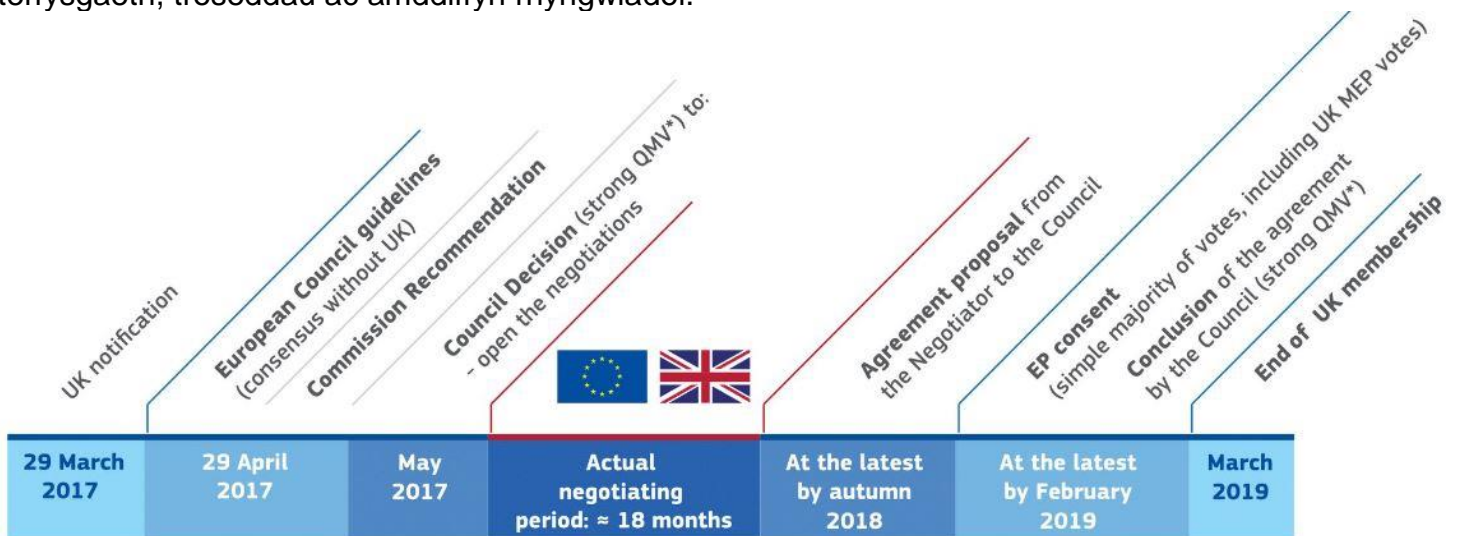 troseddau ac amddiffyn rhyngwladol.
UK notification
European Council guidelines
(consensus without UK)
Commission Recommendation
Council Decision (strong QMV*) to:
- open the negotiations
Agreement proposal from
the Negotiator to the Council
EP consent
(simple majority of votes, including UK MEP votes)
Conclusion of the agreement
by the Council (strong QMV*)
End of UK membership
29 March
2017
29 April
2017
May
2017
Actual
negotiating
period: ≈ 18 months
At the latest
by autumn
2018
At the latest
by February
2019
March
2019